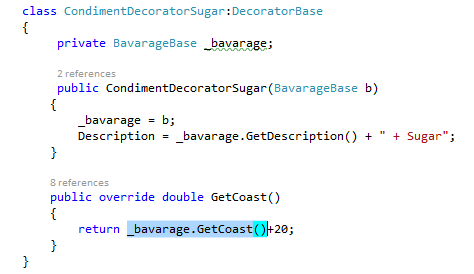 class CondimentDecoratorSugar:DecoratorBase
{
private BavarageBase _bavarage;
2 references
public CondimentDecoratorSugar(BavarageBase b)
{
_bavarage = b;
Description = _bavarage.GetDescription() + " + Sugar";
}
8 references
public override double GetCoast()
{
return _bavarage.GetCoast()+20;
}
}